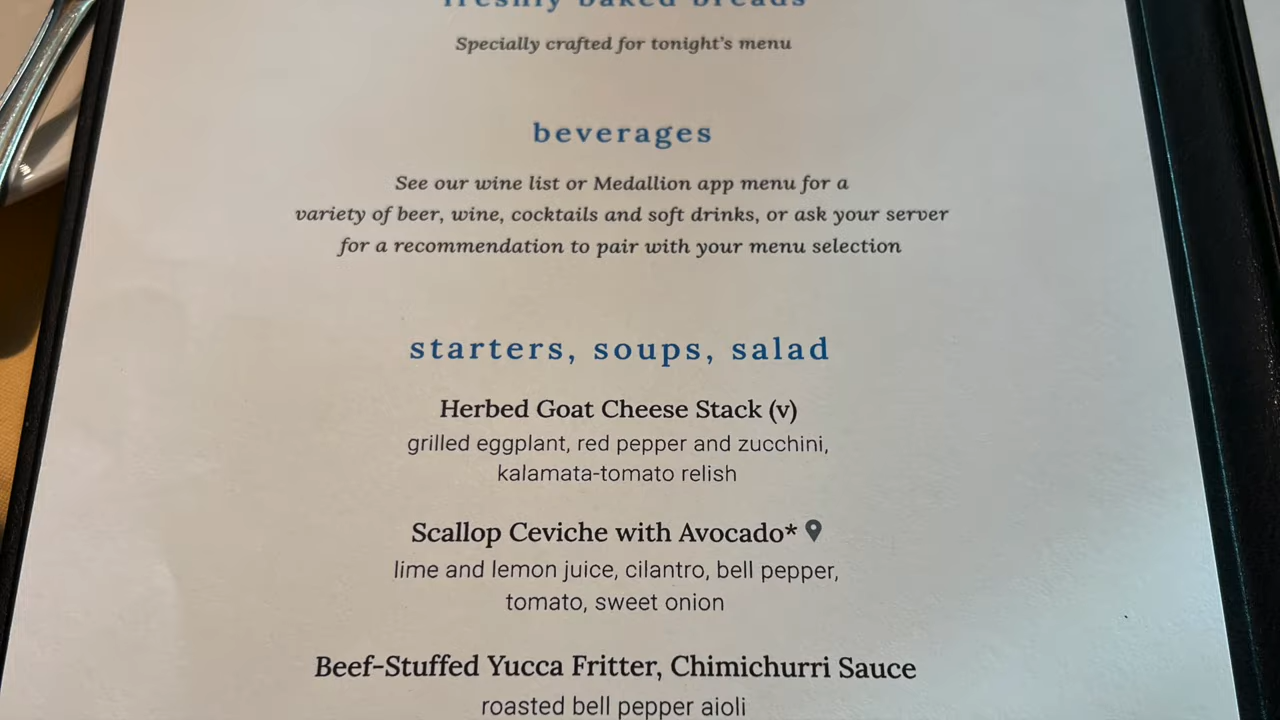 freshly baked breads
Specially crafted for tonight's menu
beverages
See our wine list or Medallion app menu for a
variety of beer, wine, cocktails and soft drinks, or ask your server
for a recommendation to pair with your menu selection
starters, soups, salad
Herbed Goat Cheese Stack (v)
grilled eggplant, red pepper and zucchini,
kalamata-tomato relish
Scallop Ceviche with Avocado*
lime and lemon juice, cilantro, bell pepper,
tomato, sweet onion
Beef-Stuffed Yucca Fritter, Chimichurri Sauce
roasted bell pepper aioli